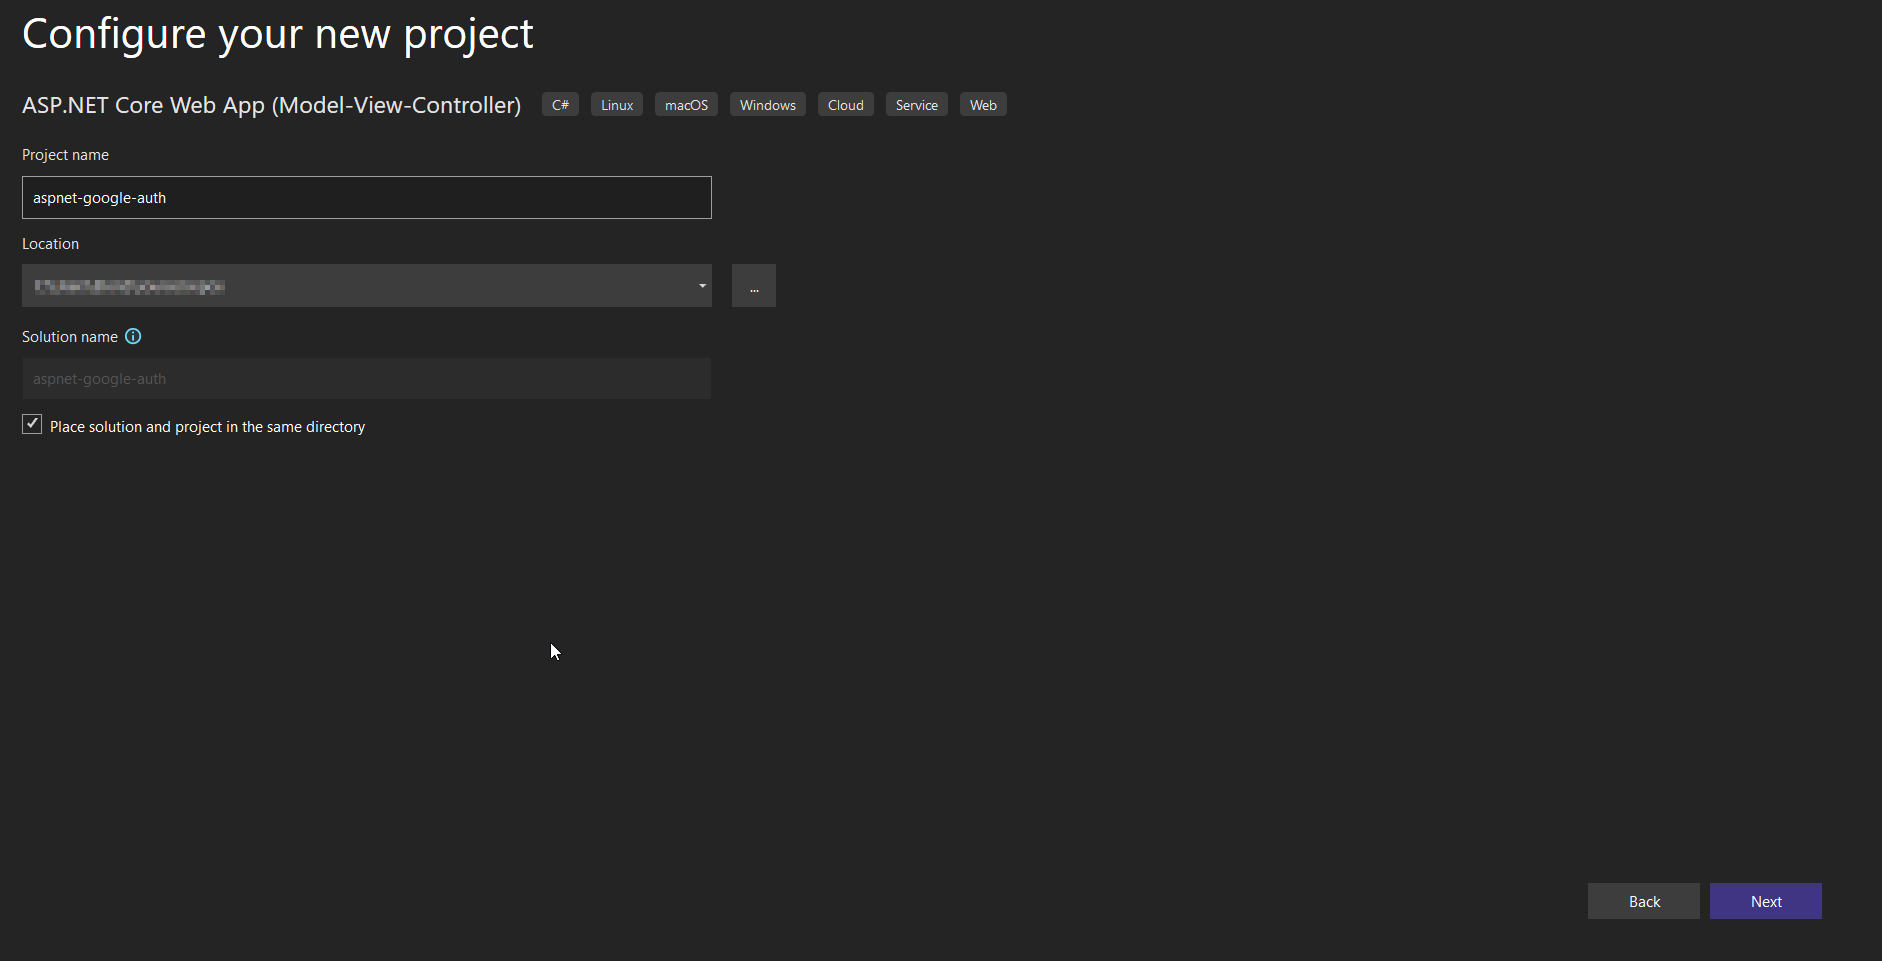 Configure your new project
ASP.NET Core Web App (Model-View-Controller) C# Linux macOS Windows Cloud Service Web
Project name
aspnet-google-auth
Location
...
Solution name
aspnet-google-auth
Place solution and project in the same directory
Back Next